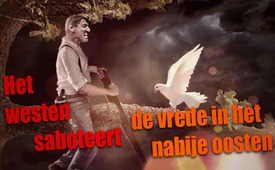 Het
westen
saboteert
de vrede in het
nabije oosten